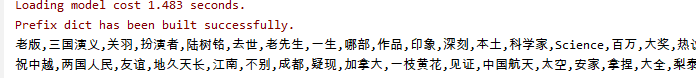 Loading model cost 1.483 seconds.
Prefix dict has been built successfully.
老版,三国演义,关羽,扮演者,陆树铭,去世,老先生,一生,哪部,作品,印象,深刻,本土,科学家,Science,百万,大奖,热议
祝中越,两国人民,友谊,地久天长,江南,不别,成都,疑现,加拿大,一枝黄花,见证,中国航天,太空,安家,拿捏,大全,梨